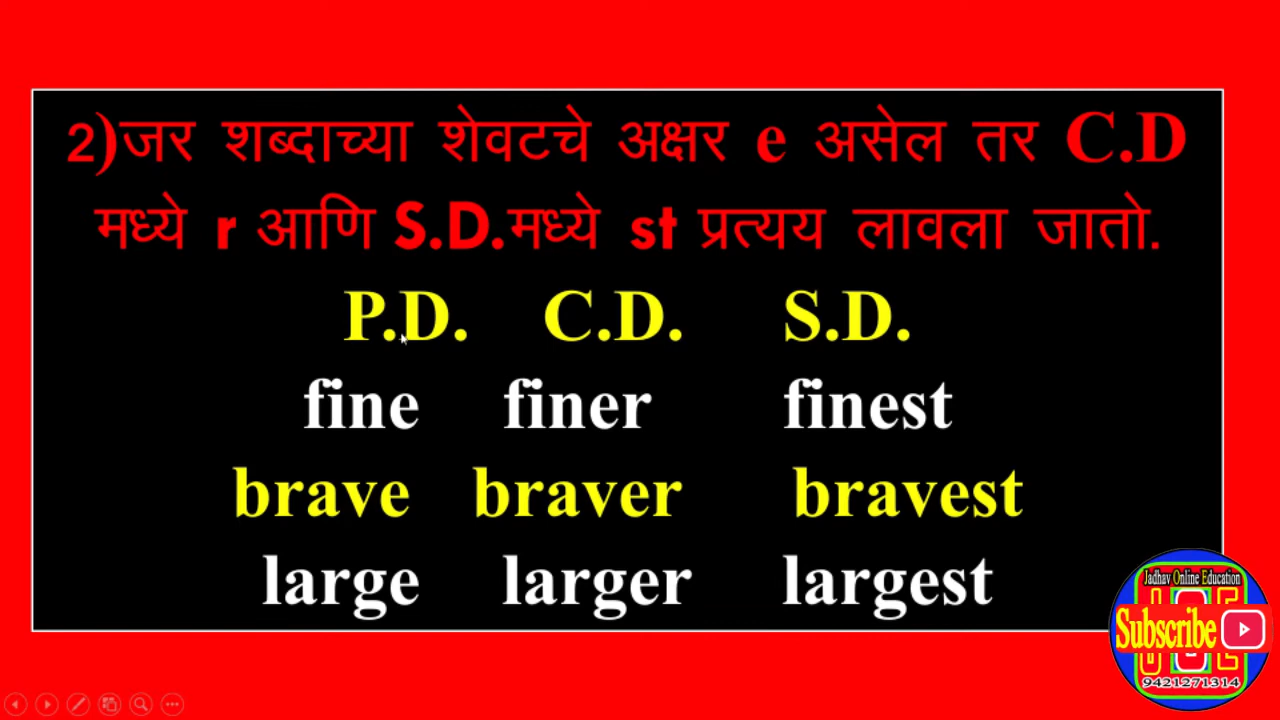 2)जर शब्दाच्या शेवटचे अक्षर e असेल तर C.D
मध्ये r आणि S.D.मध्ये st प्रत्यय लावला जातो.
P.D. C.D. S.D.
fine finer finest
brave braver bravest
large larger largest
Jadhav Online Education
Subscribe
9421271314